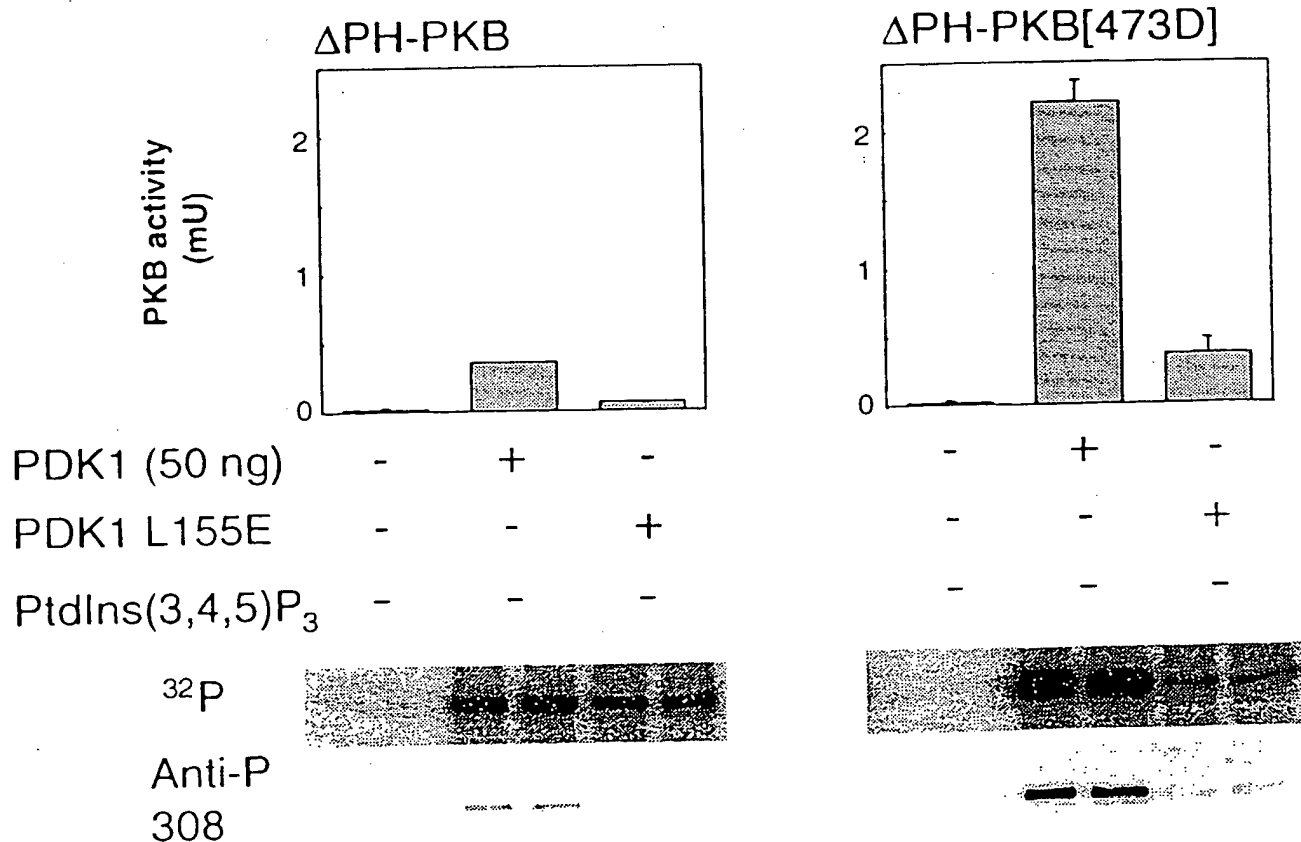 ΔPH-PKB
ΔPH-PKB[473D]
PKB activity
(mU)
2
1
0
2
1
0
PDK1 (50 ng) - + - - + -
PDK1 L155E - - + - - +
PtdIns(3,4,5)P₃ - - - - - -
³²P
Anti-P
308